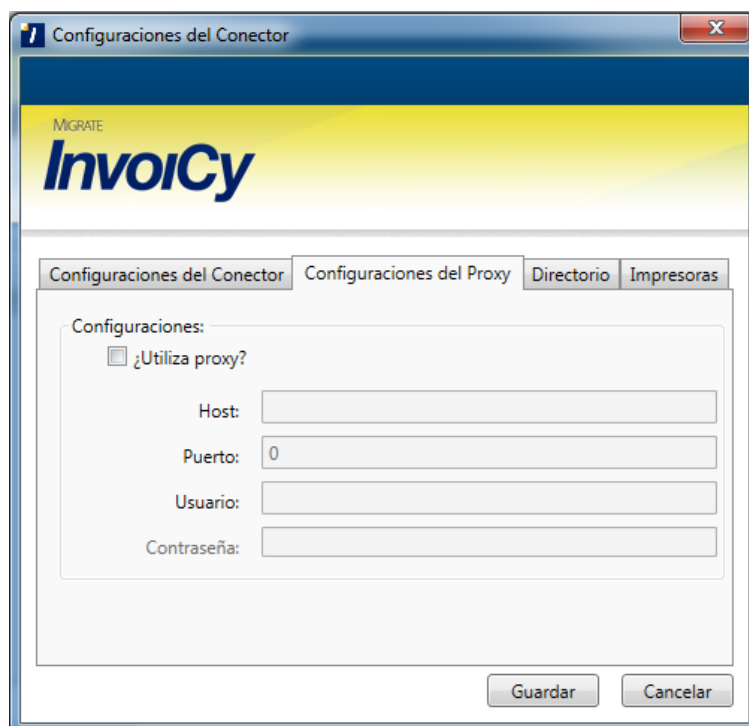 Configuraciones del Conector
MIGRATE
InvoiCy
Configuraciones del Conector Configuraciones del Proxy Directorio Impresoras
Configuraciones:
¿Utiliza proxy?
Host:
Puerto: 0
Usuario:
Contraseña:
Guardar Cancelar